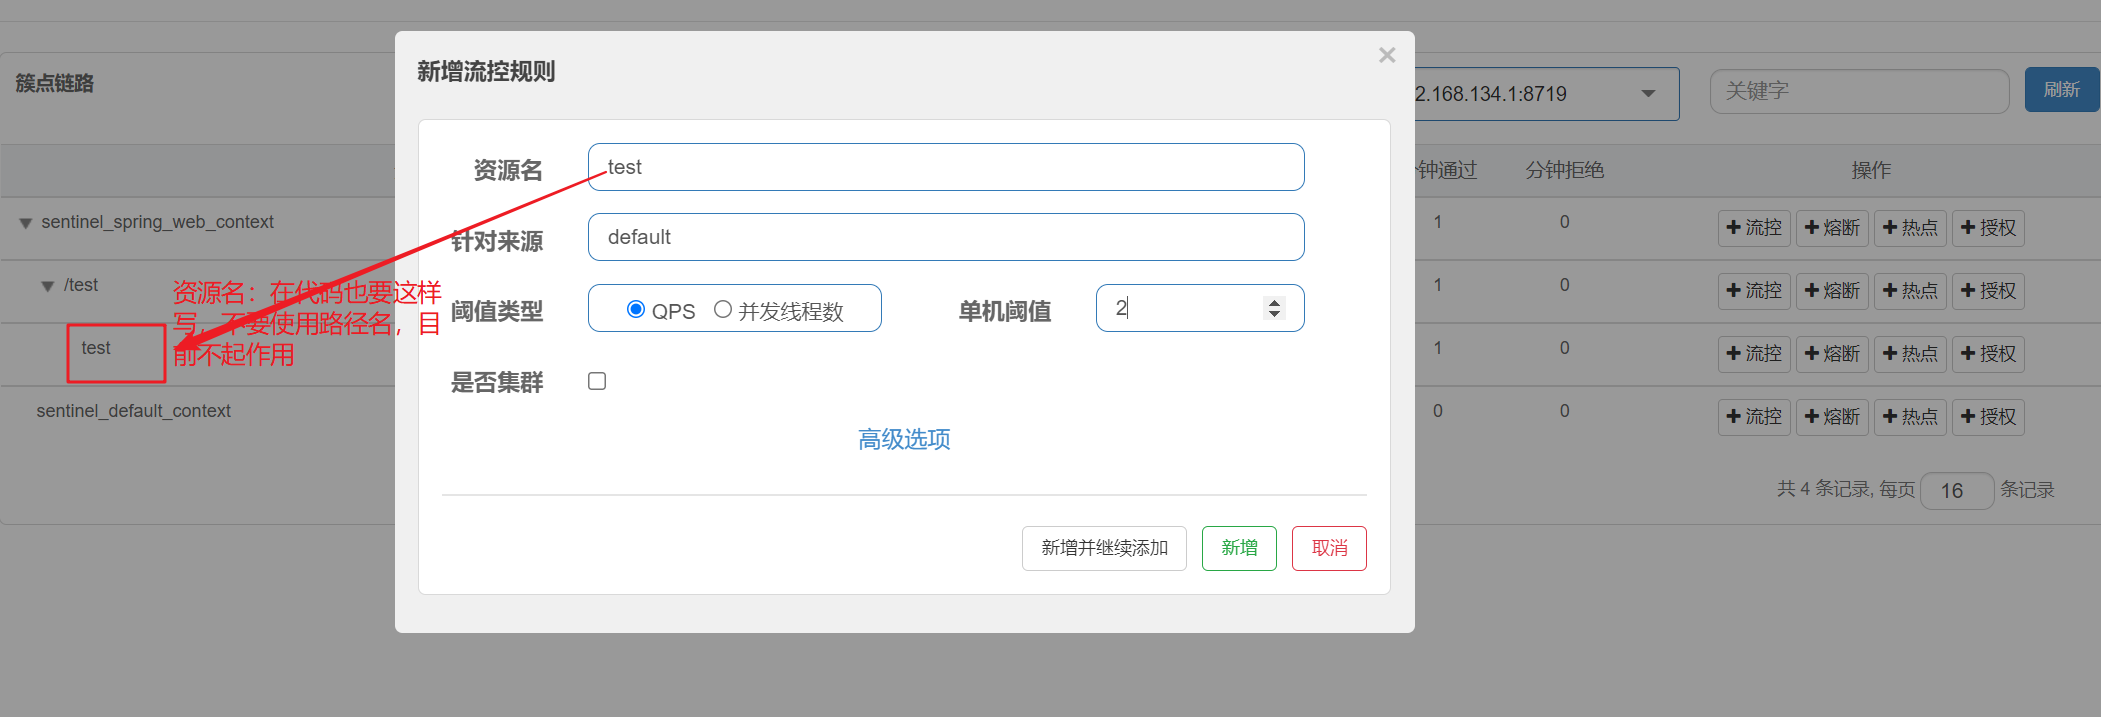 新增流控规则
×
簇点链路
2.168.134.1:8719
关键字
刷新
资源名
test
钟通过
分钟拒绝
操作
针对来源
default
sentinel_spring_web_context
1
0
流控
熔断
热点
授权
/test
1
0
流控
熔断
热点
授权
资源名：在代码也要这样
写，不要使用路径名，目
前不起作用
阈值类型
QPS
并发线程数
单机阈值
2
test
1
0
流控
熔断
热点
授权
是否集群
sentinel_default_context
0
0
流控
熔断
热点
授权
高级选项
共 4 条记录, 每页 16 条记录
新增并继续添加
新增
取消